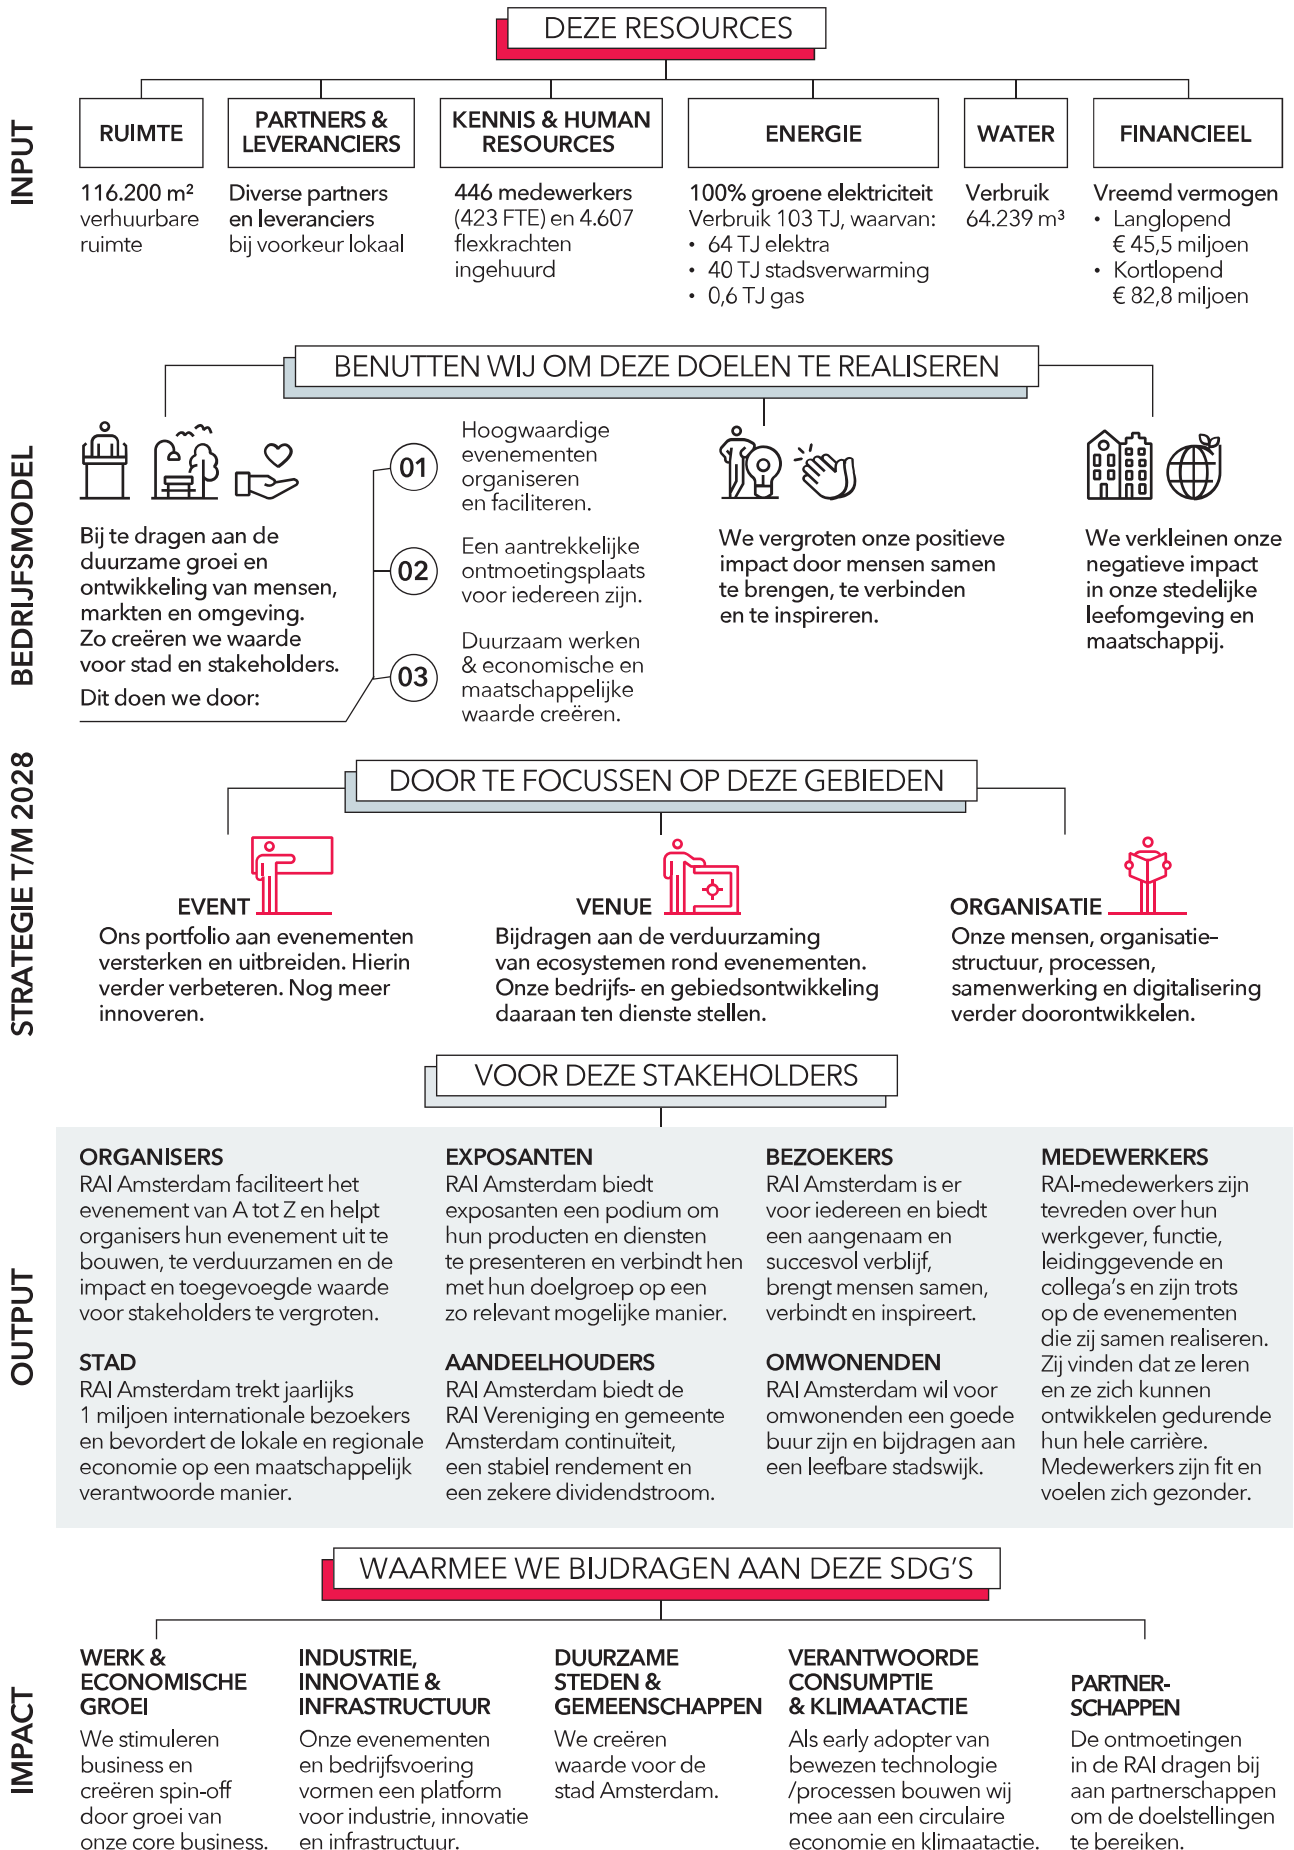 DEZE RESOURCES
INPUT
RUIMTE
116.200 m²
verhuurbare
ruimte
PARTNERS &
LEVERANCIERS
Diverse partners
en leveranciers
bij voorkeur lokaal
KENNIS & HUMAN
RESOURCES
446 medewerkers
(423 FTE) en 4.607
flexkrachten
ingehuurd
ENERGIE
100% groene elektriciteit
Verbruik 103 TJ, waarvan:
• 64 TJ elektra
• 40 TJ stadsverwarming
• 0,6 TJ gas
WATER
Verbruik
64.239 m³
FINANCIEEL
Vreemd vermogen
• Langlopend
€ 45,5 miljoen
• Kortlopend
€ 82,8 miljoen
BENUTTEN WIJ OM DEZE DOELEN TE REALISEREN
BEDRIJFSMODEL
Bij te dragen aan de
duurzame groei en
ontwikkeling van mensen,
markten en omgeving.
Zo creëren we waarde
voor stad en stakeholders.
Dit doen we door:
01
Hoogwaardige
evenementen
organiseren
en faciliteren.
02
Een aantrekkelijke
ontmoetingsplaats
voor iedereen zijn.
03
Duurzaam werken
& economische en
maatschappelijke
waarde creëren.
We vergroten onze positieve
impact door mensen samen
te brengen, te verbinden
en te inspireren.
We verkleinen onze
negatieve impact
in onze stedelijke
leefomgeving en
maatschappij.
DOOR TE FOCUSSEN OP DEZE GEBIEDEN
STRATEGIE T/M 2028
EVENT
Ons portfolio aan evenementen
versterken en uitbreiden. Hierin
verder verbeteren. Nog meer
innoveren.
VENUE
Bijdragen aan de verduurzaming
van ecosystemen rond evenementen.
Onze bedrijfs- en gebiedsontwikkeling
daaraan ten dienste stellen.
ORGANISATIE
Onze mensen, organisatie–
structuur, processen,
samenwerking en digitalisering
verder doorontwikkelen.
VOOR DEZE STAKEHOLDERS
OUTPUT
ORGANISERS
RAI Amsterdam faciliteert het
evenement van A tot Z en helpt
organisers hun evenement uit te
bouwen, te verduurzamen en de
impact en toegevoegde waarde
voor stakeholders te vergroten.
EXPOSANTEN
RAI Amsterdam biedt
exposanten een podium om
hun producten en diensten
te presenteren en verbindt hen
met hun doelgroep op een
zo relevant mogelijke manier.
BEZOEKERS
RAI Amsterdam is er
voor iedereen en biedt
een aangenaam en
succesvol verblijf,
brengt mensen samen,
verbindt en inspireert.
MEDEWERKERS
RAI-medewerkers zijn
tevreden over hun
werkgever, functie,
leidinggevende en
collega's en zijn trots
op de evenementen
die zij samen realiseren.
Zij vinden dat ze leren
en ze zich kunnen
ontwikkelen gedurende
hun hele carrière.
Medewerkers zijn fit en
voelen zich gezonder.
STAD
RAI Amsterdam trekt jaarlijks
1 miljoen internationale bezoekers
en bevordert de lokale en regionale
economie op een maatschappelijk
verantwoorde manier.
AANDEELHOUDERS
RAI Amsterdam biedt de
RAI Vereniging en gemeente
Amsterdam continuïteit,
een stabiel rendement en
een zekere dividendstroom.
OMWONENDEN
RAI Amsterdam wil voor
omwonenden een goede
buur zijn en bijdragen aan
een leefbare stadswijk.
WAARMEE WE BIJDRAGEN AAN DEZE SDG'S
IMPACT
WERK &
ECONOMISCHE
GROEI
We stimuleren
business en
creëren spin-off
door groei van
onze core business.
INDUSTRIE,
INNOVATIE &
INFRASTRUCTUUR
Onze evenementen
en bedrijfsvoering
vormen een platform
voor industrie, innovatie
en infrastructuur.
DUURZAME
STEDEN &
GEMEENSCHAPPEN
We creëren
waarde voor de
stad Amsterdam.
VERANTWOORDE
CONSUMPTIE
& KLIMAATACTIE
Als early adopter van
bewezen technologie
/processen bouwen wij
mee aan een circulaire
economie en klimaatactie.
PARTNER-
SCHAPPEN
De ontmoetingen
in de RAI dragen bij
aan partnerschappen
om de doelstellingen
te bereiken.